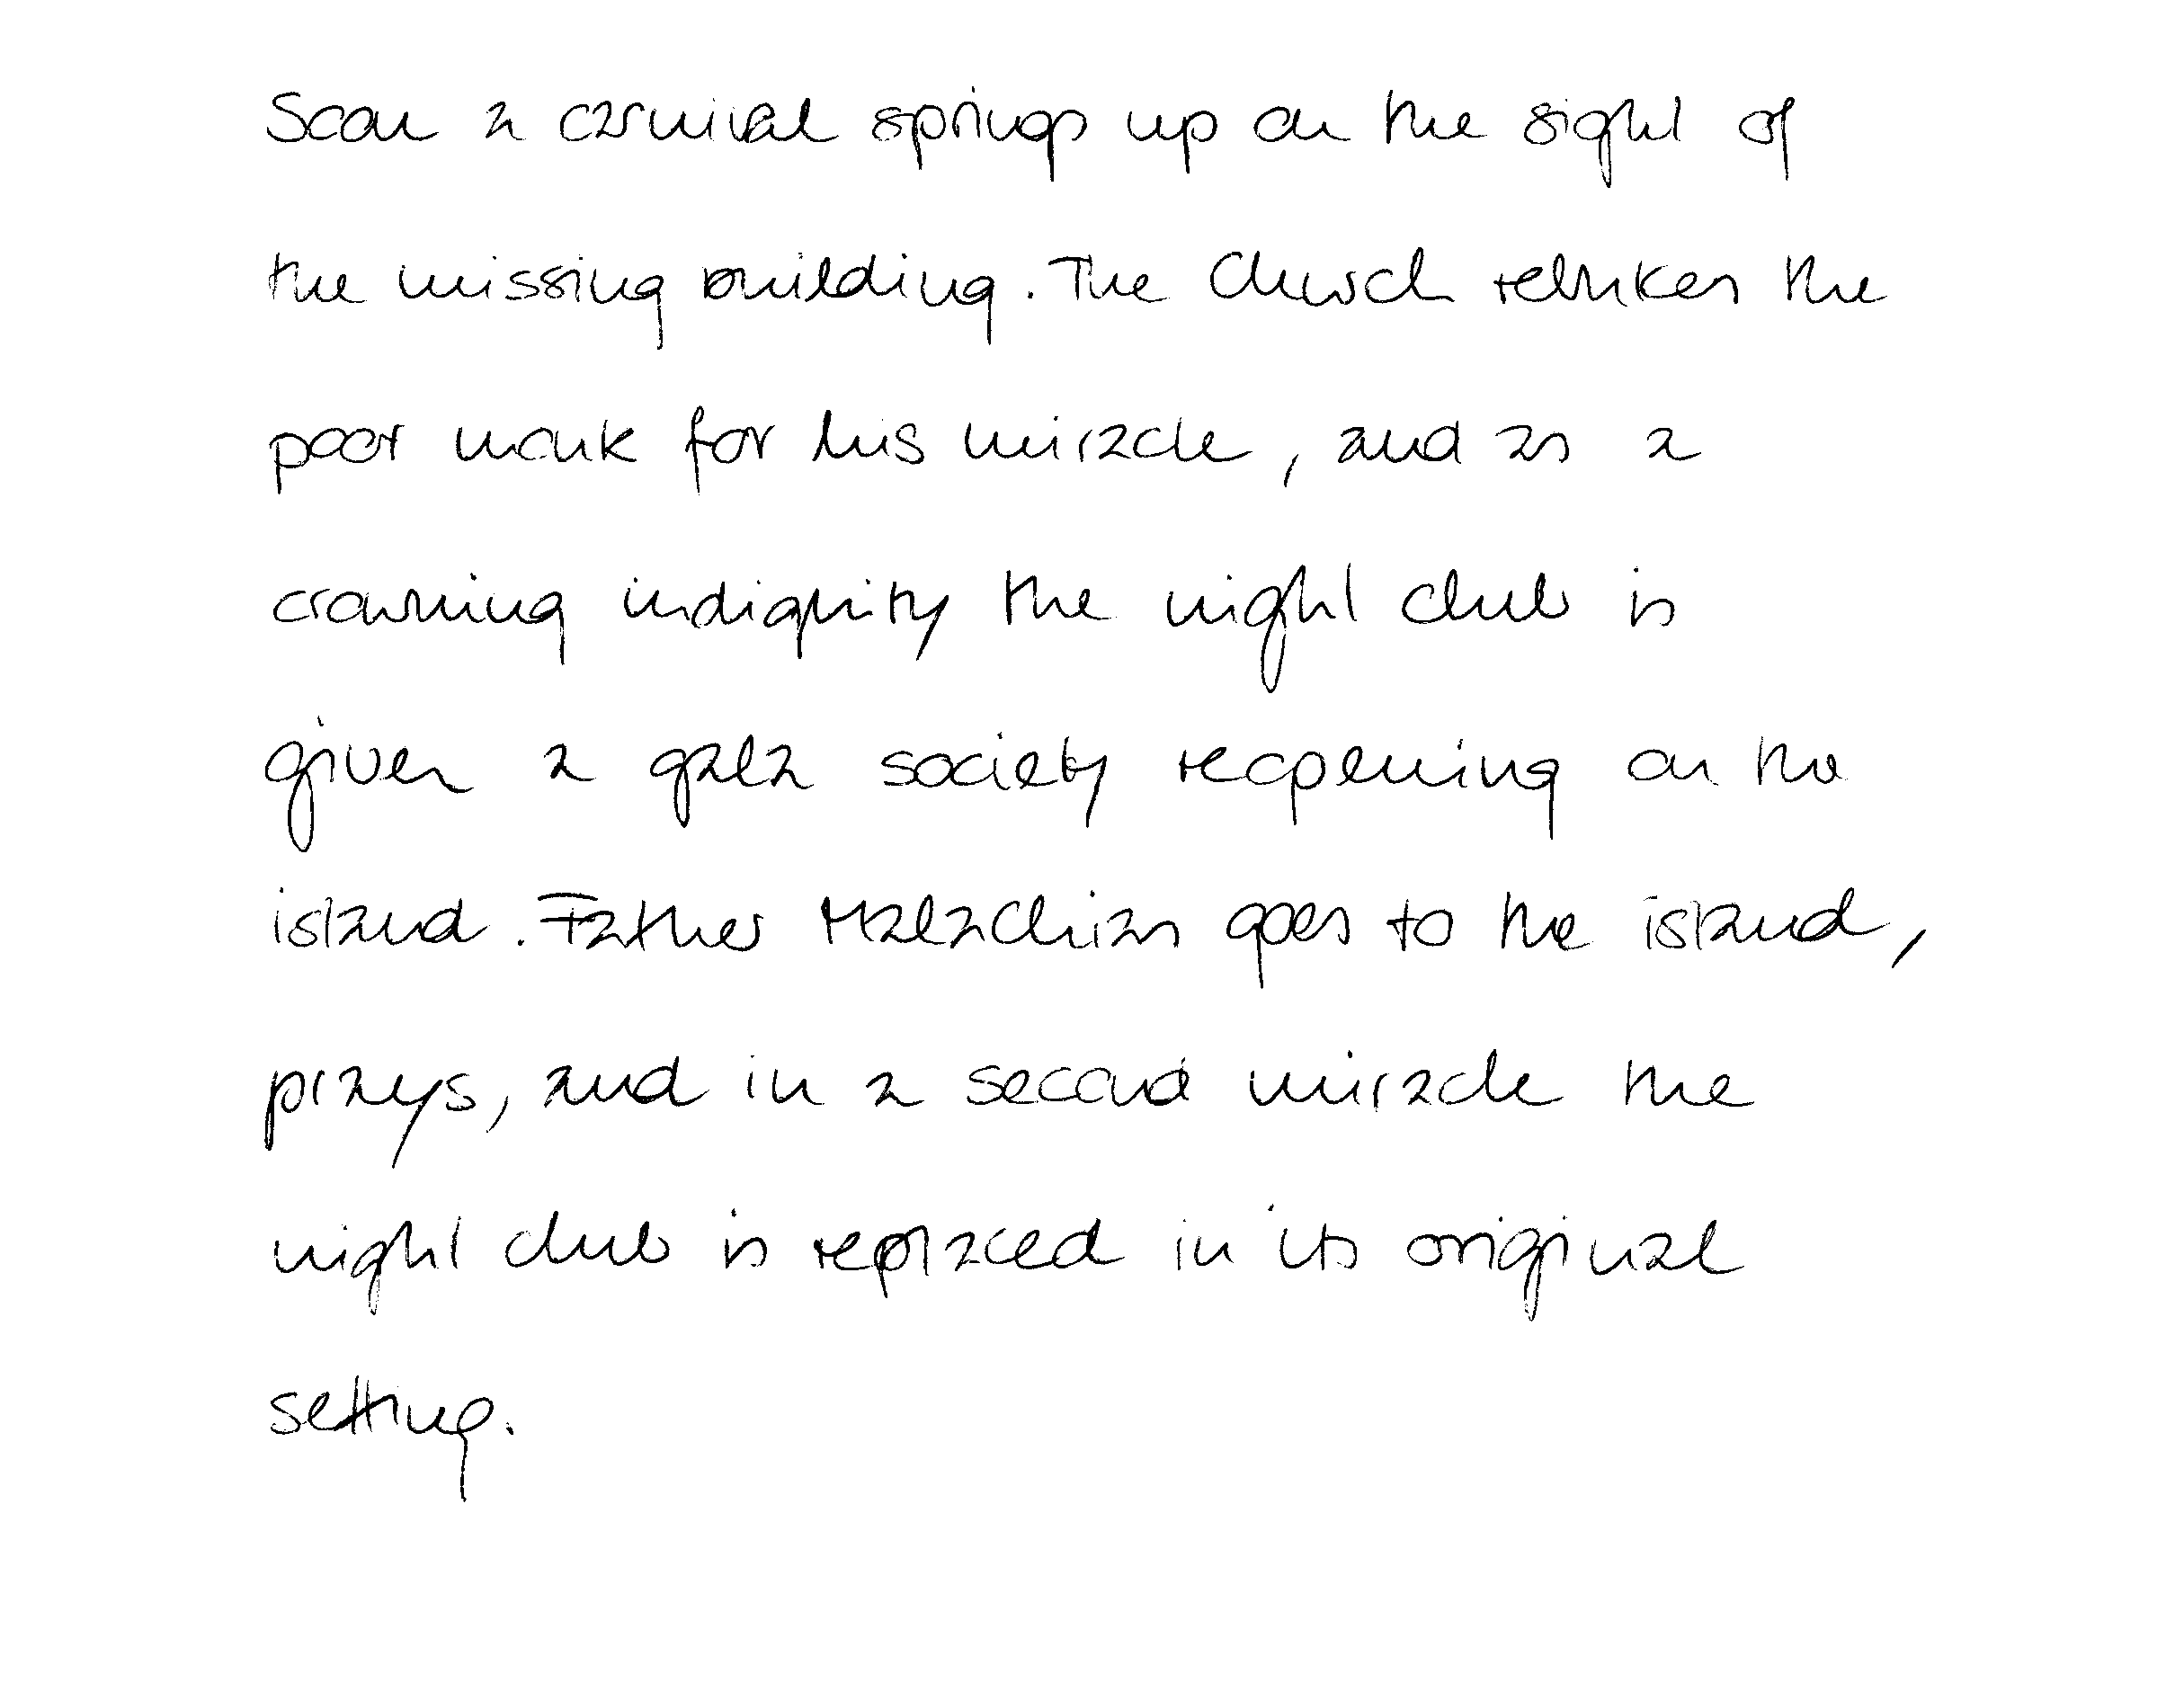 Soon a carnival springs up on the sight of
the missing building. The Church rebukes the
poor monk for his miracle, and as a
crowning indignity the night club is
given a gala society reopening on the
island. Father Malachias goes to the island,
prays, and in a second miracle the
night club is replaced in its original
setting.